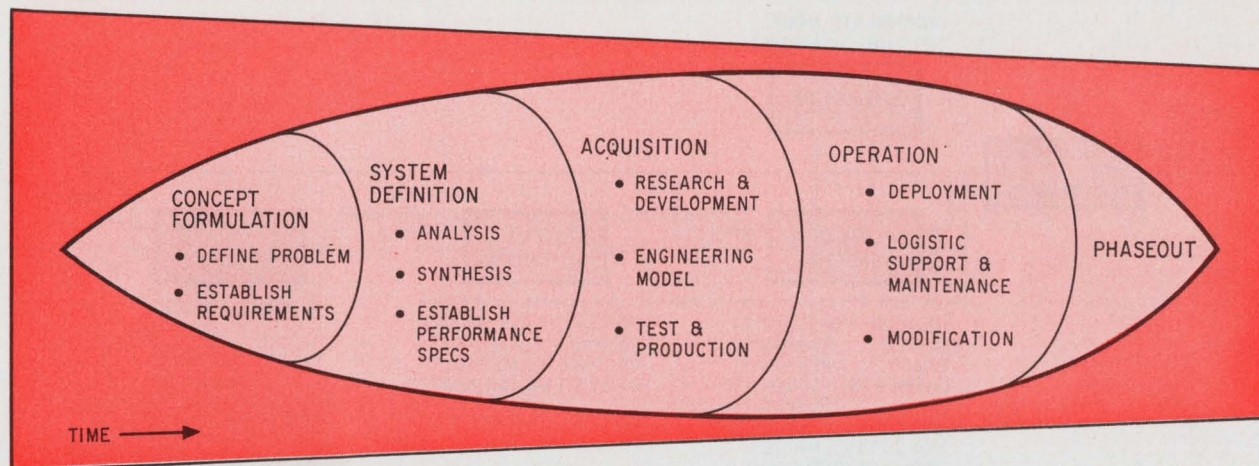 CONCEPT
FORMULATION
• DEFINE PROBLEM
• ESTABLISH
REQUIREMENTS
SYSTEM
DEFINITION
• ANALYSIS
• SYNTHESIS
• ESTABLISH
PERFORMANCE
SPECS
ACQUISITION
• RESEARCH &
DEVELOPMENT
• ENGINEERING
MODEL
• TEST &
PRODUCTION
OPERATION
• DEPLOYMENT
• LOGISTIC
SUPPORT &
MAINTENANCE
• MODIFICATION
PHASEOUT
TIME